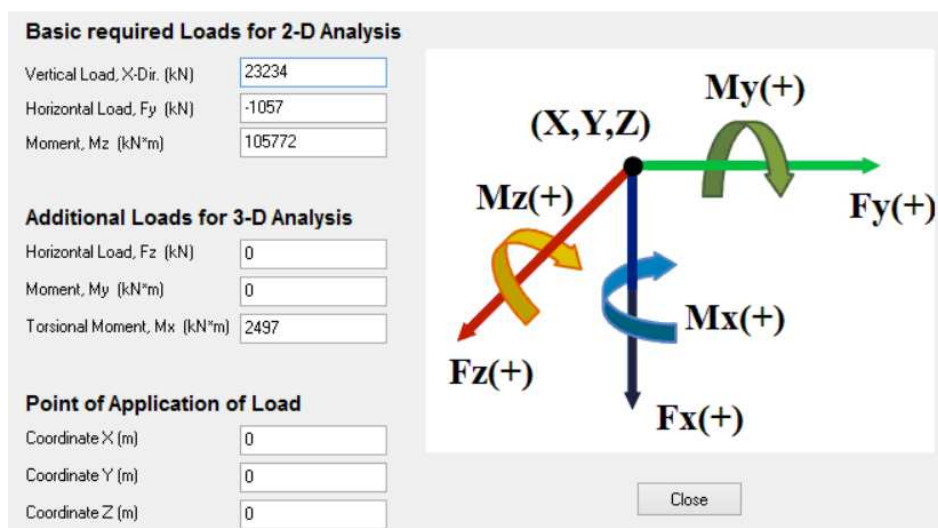 Basic required Loads for 2-D Analysis
Vertical Load, X-Dir. (kN) 23234
Horizontal Load, Fy (kN) -1057
Moment, Mz (kN*m) 105772
Additional Loads for 3-D Analysis
Horizontal Load, Fz (kN) 0
Moment, My (kN*m) 0
Torsional Moment, Mx (kN*m) 2497
Point of Application of Load
Coordinate X (m) 0
Coordinate Y (m) 0
Coordinate Z (m) 0
My(+)
(X,Y,Z)
Mz(+)
Fy(+)
Mx(+)
Fz(+)
Fx(+)
Close